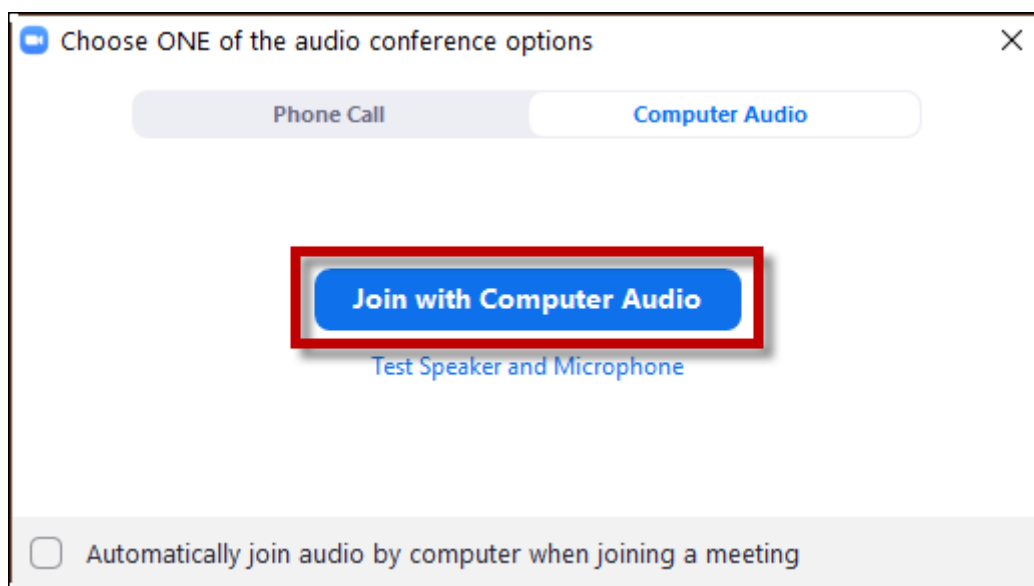 Choose ONE of the audio conference options
Phone Call
Computer Audio
Join with Computer Audio
Test Speaker and Microphone
Automatically join audio by computer when joining a meeting